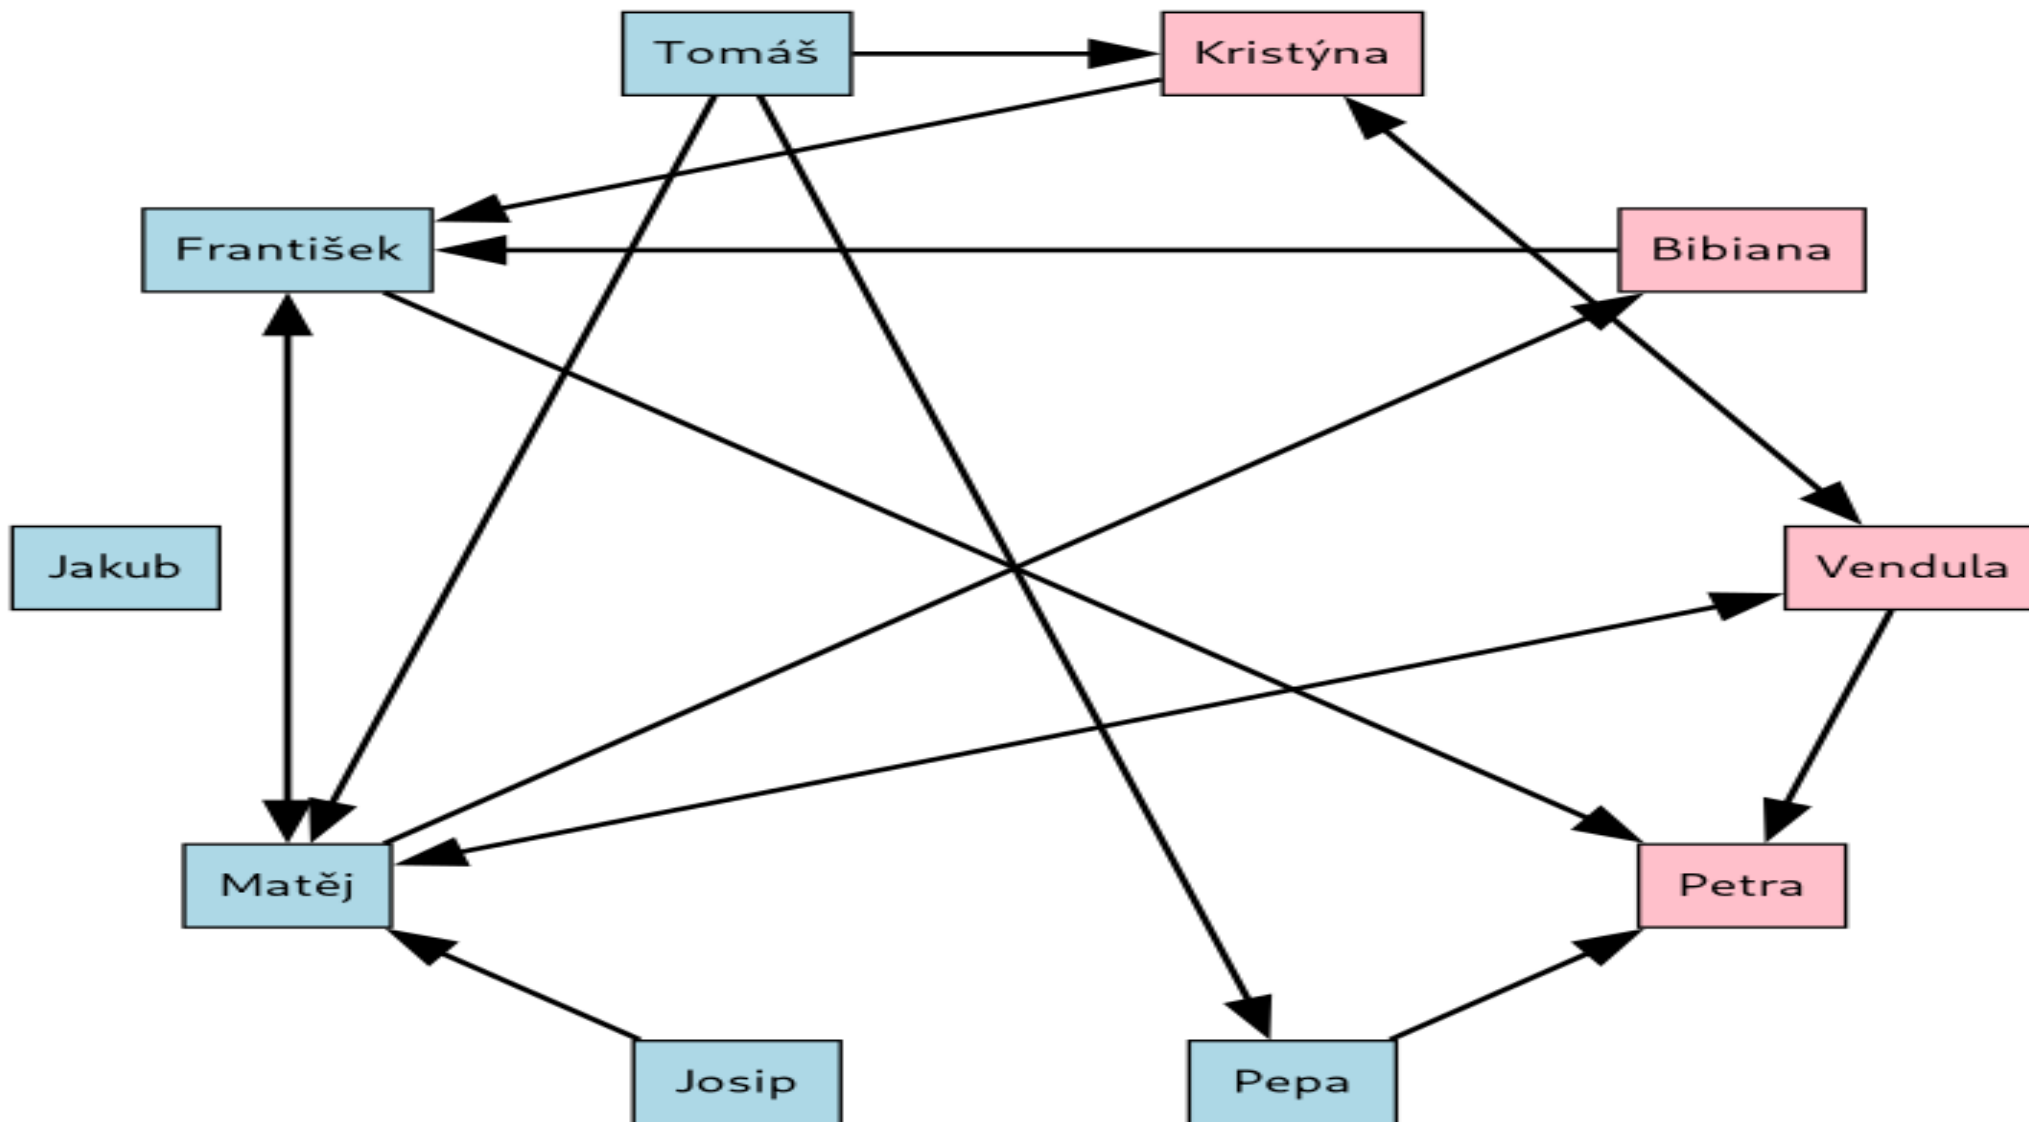 Tomáš
Kristýna
František
Bibiana
Jakub
Vendula
Matěj
Petra
Josip
Pepa